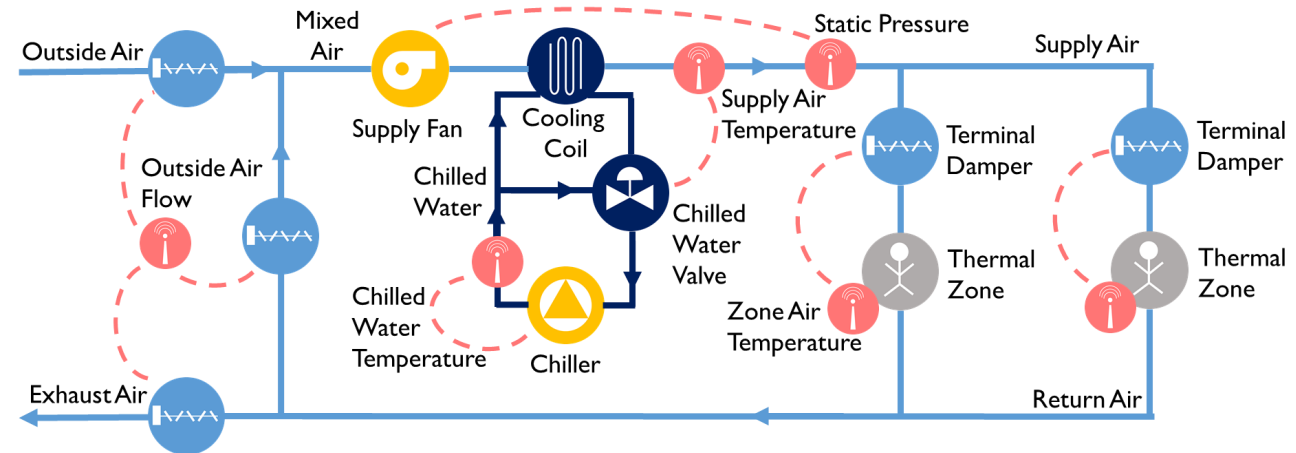 Outside Air
Mixed
Air
Supply Fan
Cooling
Coil
Static Pressure
Supply Air
Supply Air
Temperature
Terminal
Damper
Terminal
Damper
Outside Air
Flow
Chilled
Water
Chilled
Water
Valve
Thermal
Zone
Thermal
Zone
Chilled
Water
Temperature
Chiller
Zone Air
Temperature
Exhaust Air
Return Air